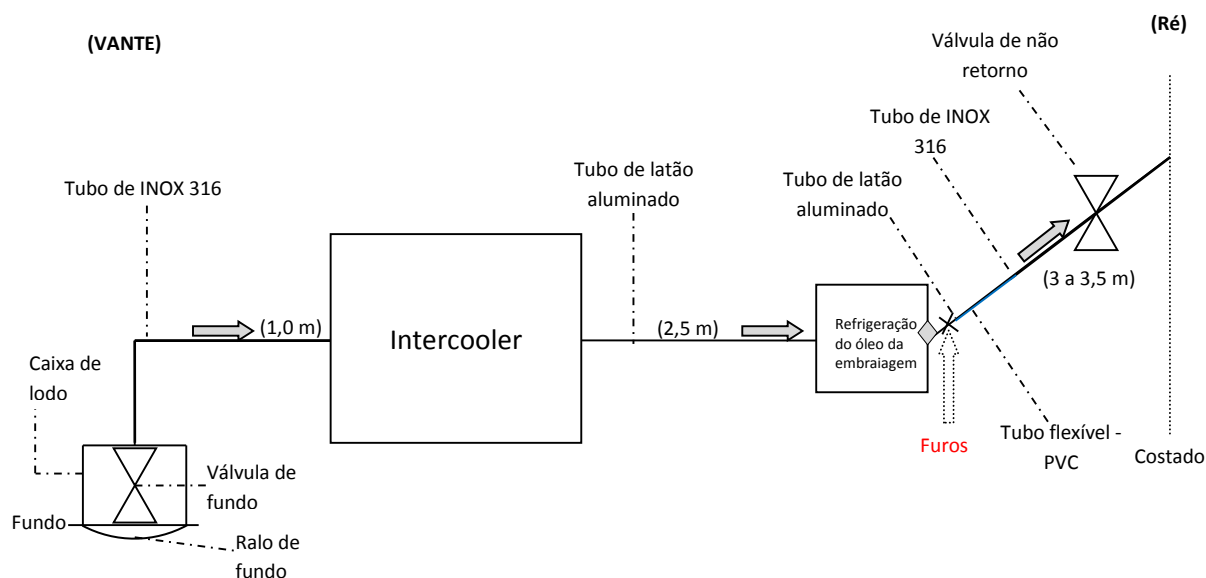 (VANTE)
(Ré)
Válvula de não
retorno
Tubo de INOX
316
Tubo de latão
aluminado
Tubo de latão
aluminado
Tubo de INOX 316
(3 a 3,5 m)
(1,0 m)
Intercooler
(2,5 m)
Refrigeração
do óleo da
embraiagem
Caixa de
lodo
Furos
Tubo flexível -
PVC
Costado
Válvula de
fundo
Fundo
Ralo de
fundo